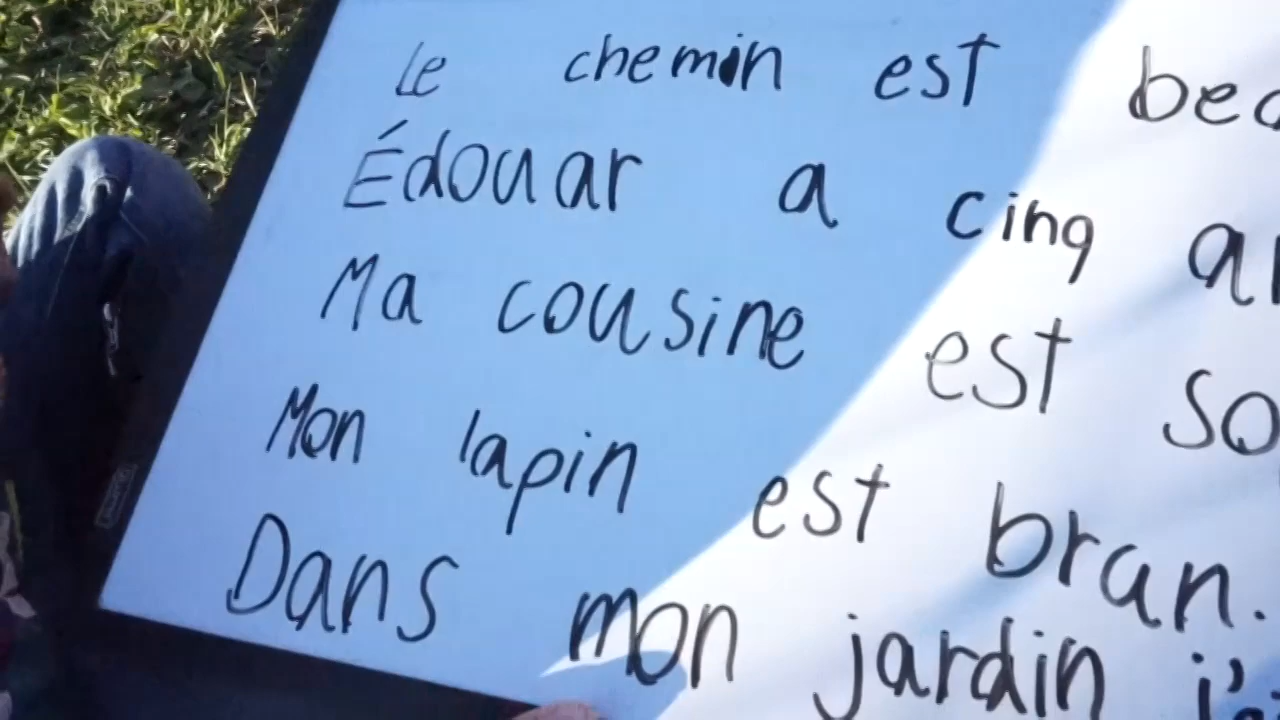 le chemin est
Édouar a cinq
Ma cousine est
Mon lapin est bran.
Dans mon jardin